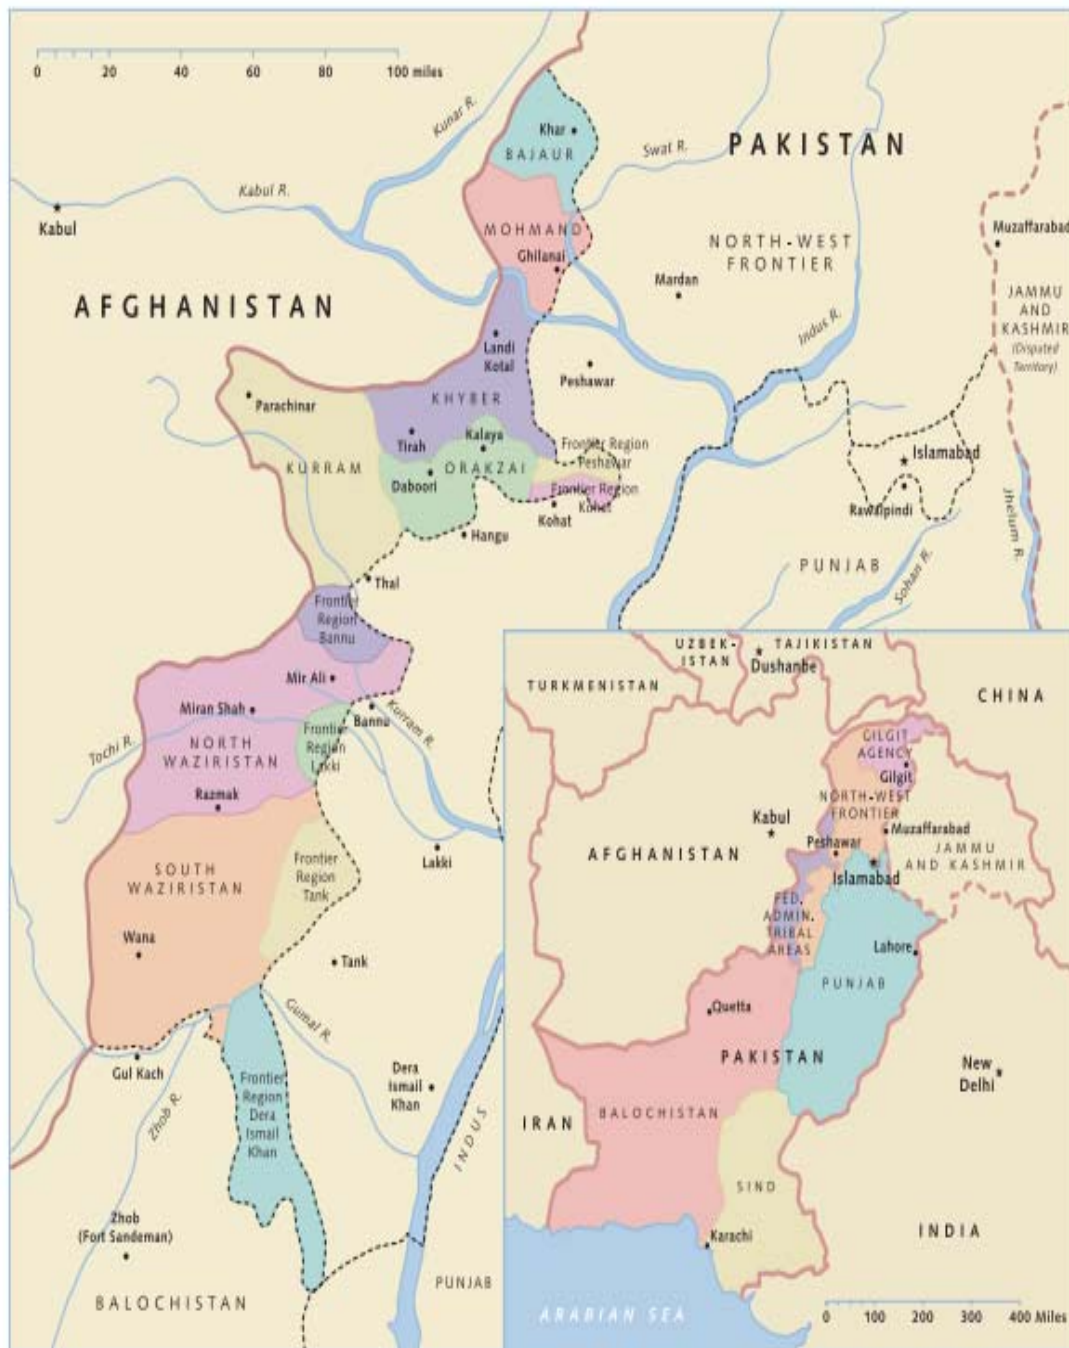 0 20 40 60 80 100 miles
Kunar R.
Khar
BAJAUR
PAKISTAN
Swat R.
Kabul R.
Kabul
MOHMAND
Ghilanai
NORTH-WEST
FRONTIER
Muzaffarabad
Mardan
JAMMU
AND
KASHMIR
(Disputed
Territory)
AFGHANISTAN
Indus R.
Landi
Kotal
Peshawar
Parachinar
KHYBER
Tirah
Kalaya
Frontier Region
Peshawar
Islamabad
KURRAM
ORAKZAI
Daboori
Frontier Region
Kohat
Kohat
Rawalpindi
Jhelum R.
Hangu
PUNJAB
Sohan R.
Thal
Frontier
Region
Bannu
Mir Ali
Miran Shah
Bannu
Kurram R.
Tochi R.
NORTH
WAZIRISTAN
Frontier
Region
Lakki
Razmak
Lakki
SOUTH
WAZIRISTAN
Frontier
Region
Tank
Wana
Tank
Gumal R.
Gul Kach
Zhob R.
Frontier
Region
Dera
Ismail
Khan
Dera
Ismail
Khan
INDUS
Zhob
(Fort Sandeman)
BALOCHISTAN
PUNJAB
UZBEK-
ISTAN
TAJIKISTAN
Dushanbe
TURKMENISTAN
CHINA
GILGIT
AGENCY
Gilgit
NORTH-WEST
FRONTIER
Kabul
Muzaffarabad
Peshawar
JAMMU
AND KASHMIR
AFGHANISTAN
Islamabad
FED.
ADMIN.
TRIBAL
AREAS
Lahore
PUNJAB
Quetta
PAKISTAN
New
Delhi
BALOCHISTAN
IRAN
SIND
INDIA
Karachi
ARABIAN SEA
0 100 200 300 400 Miles